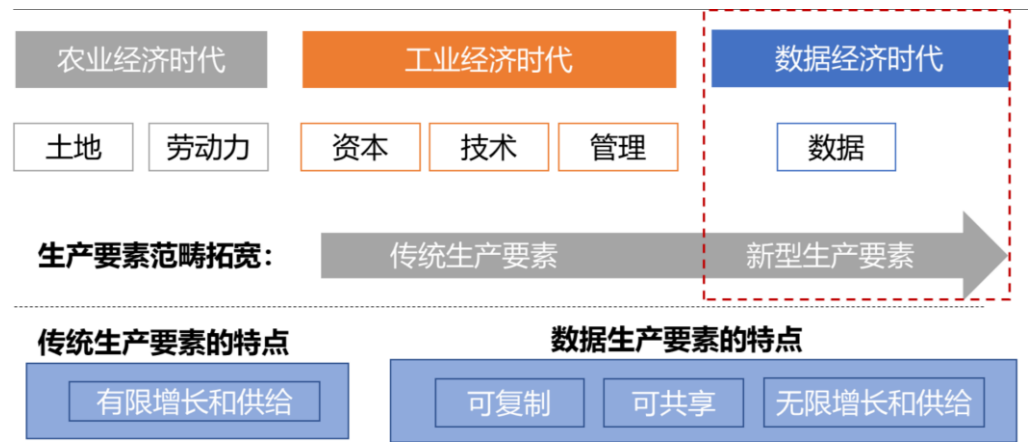 农业经济时代 工业经济时代 数据经济时代
土地 劳动力 资本 技术 管理 数据
生产要素范畴拓宽： 传统生产要素 新型生产要素
传统生产要素的特点 数据生产要素的特点
有限增长和供给 可复制 可共享 无限增长和供给